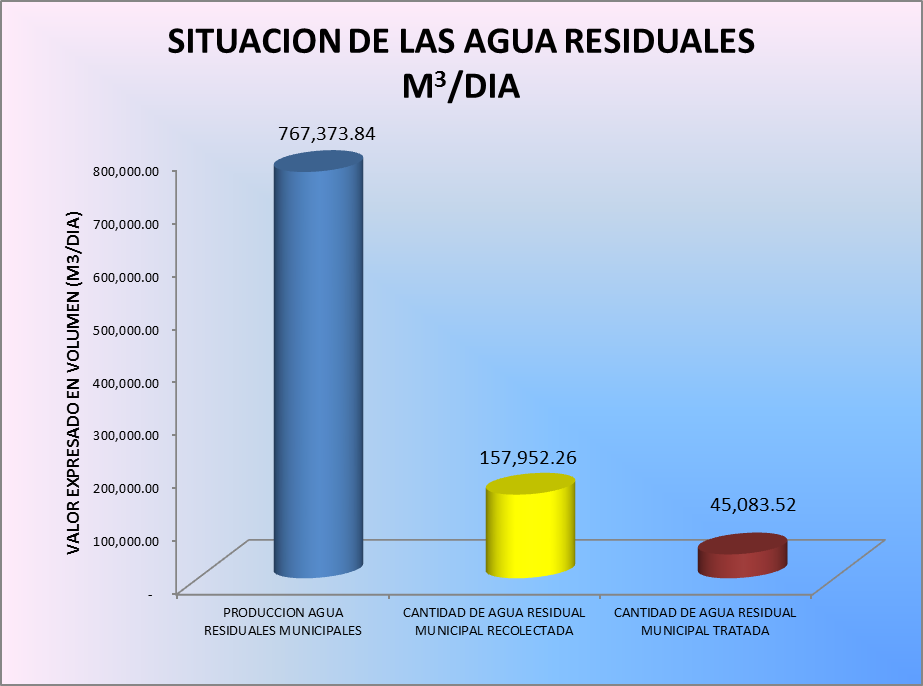 SITUACION DE LAS AGUA RESIDUALES
M³/DIA
767,373.84
157,952.26
45,083.52
VALOR EXPRESADO EN VOLUMEN (M3/DIA)
800,000.00
700,000.00
600,000.00
500,000.00
400,000.00
300,000.00
200,000.00
100,000.00
-
PRODUCCION AGUA
RESIDUALES MUNICIPALES
CANTIDAD DE AGUA RESIDUAL
MUNICIPAL RECOLECTADA
CANTIDAD DE AGUA RESIDUAL
MUNICIPAL TRATADA